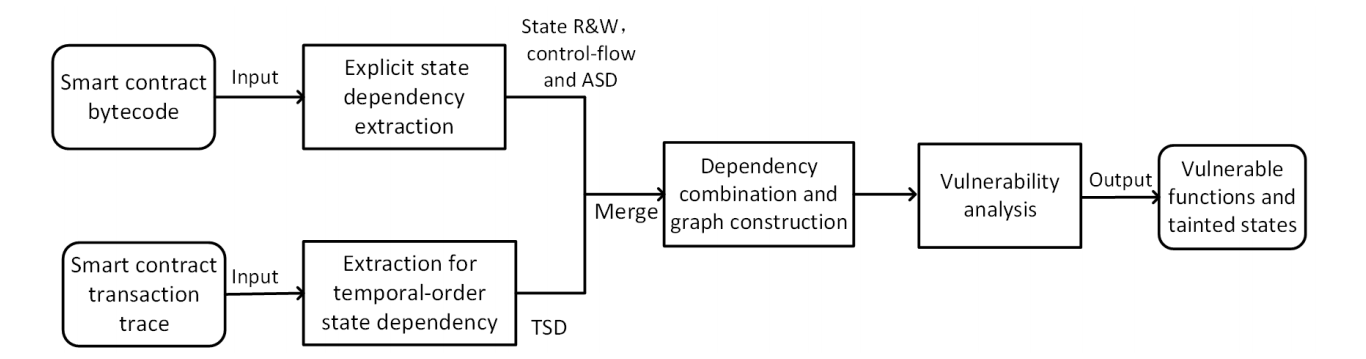 Smart contract
bytecode
Input
Explicit state
dependency
extraction
State R&W,
control-flow
and ASD
Smart contract
transaction
trace
Input
Extraction for
temporal-order
state dependency
TSD
Merge
Dependency
combination and
graph construction
Vulnerability
analysis
Output
Vulnerable
functions and
tainted states